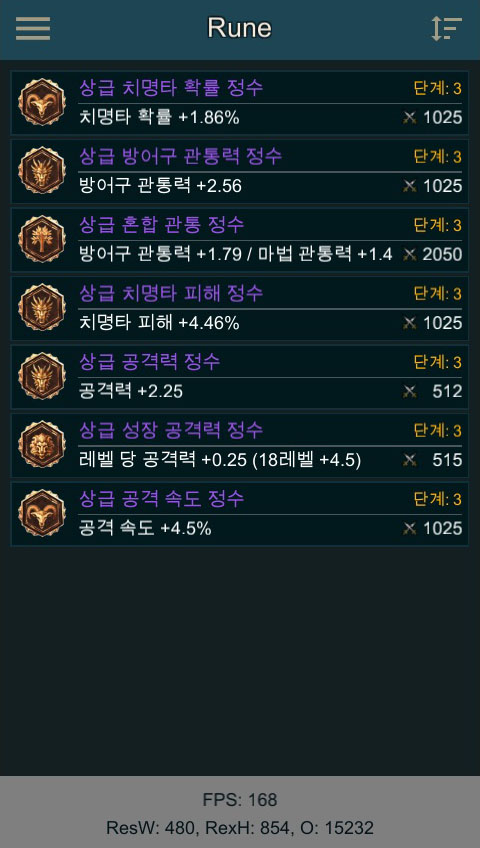 Rune
상급 치명타 확률 정수 단계: 3
치명타 확률 +1.86% 1025
상급 방어구 관통력 정수 단계: 3
방어구 관통력 +2.56 1025
상급 혼합 관통 정수 단계: 3
방어구 관통력 +1.79 / 마법 관통력 +1.4 2050
상급 치명타 피해 정수 단계: 3
치명타 피해 +4.46% 1025
상급 공격력 정수 단계: 3
공격력 +2.25 512
상급 성장 공격력 정수 단계: 3
레벨 당 공격력 +0.25 (18레벨 +4.5) 515
상급 공격 속도 정수 단계: 3
공격 속도 +4.5% 1025
FPS: 168
ResW: 480, RexH: 854, O: 15232